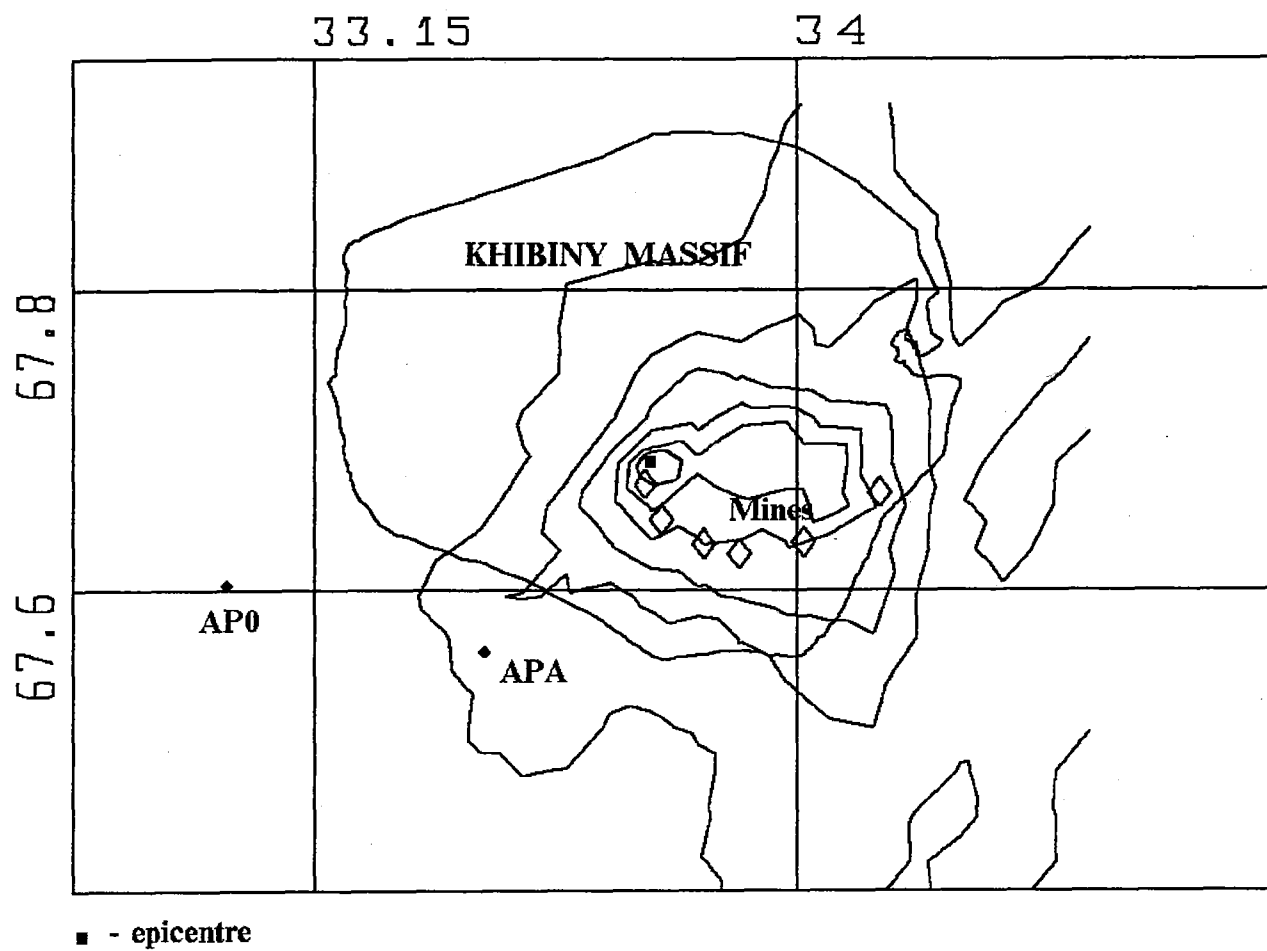 33.15 34
KHIBINY MASSIF
67.8
Mines
67.6
AP0
APA
■ - epicentre